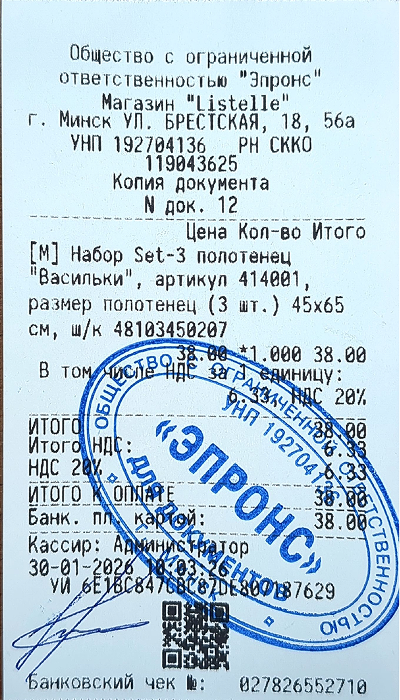 Общество с ограниченной
ответственностью "Эпронс"
Магазин "Listelle"
г. Минск УЛ. БРЕСТСКАЯ, 18, 56а
УНП 192704136 РН СККО
119043625
Копия документа
N док. 12
Цена Кол-во Итого
[М] Набор Set-3 полотенец
"Васильки", артикул 414001,
размер полотенец (3 шт.) 45х65
см, ш/к 48103450207
38.00 *1.000 38.00
В том числе НДС за 1 единицу:
6.33, НДС 20%
ИТОГО 38.00
Итого НДС: 6.33
НДС 20% 6.33
ИТОГО К ОПЛАТЕ 38.00
Банк. пл. картой: 38.00
Кассир: Администратор
30-01-2026
УИ
Банковский чек №: 027826552710
ОБЩЕСТВО С ОГРАНИЧЕННОЙ ОТВЕТСТВЕННОСТЬЮ
УНП 192704136
«ЭПРОНС»
ДЛЯ ДОКУМЕНТОВ